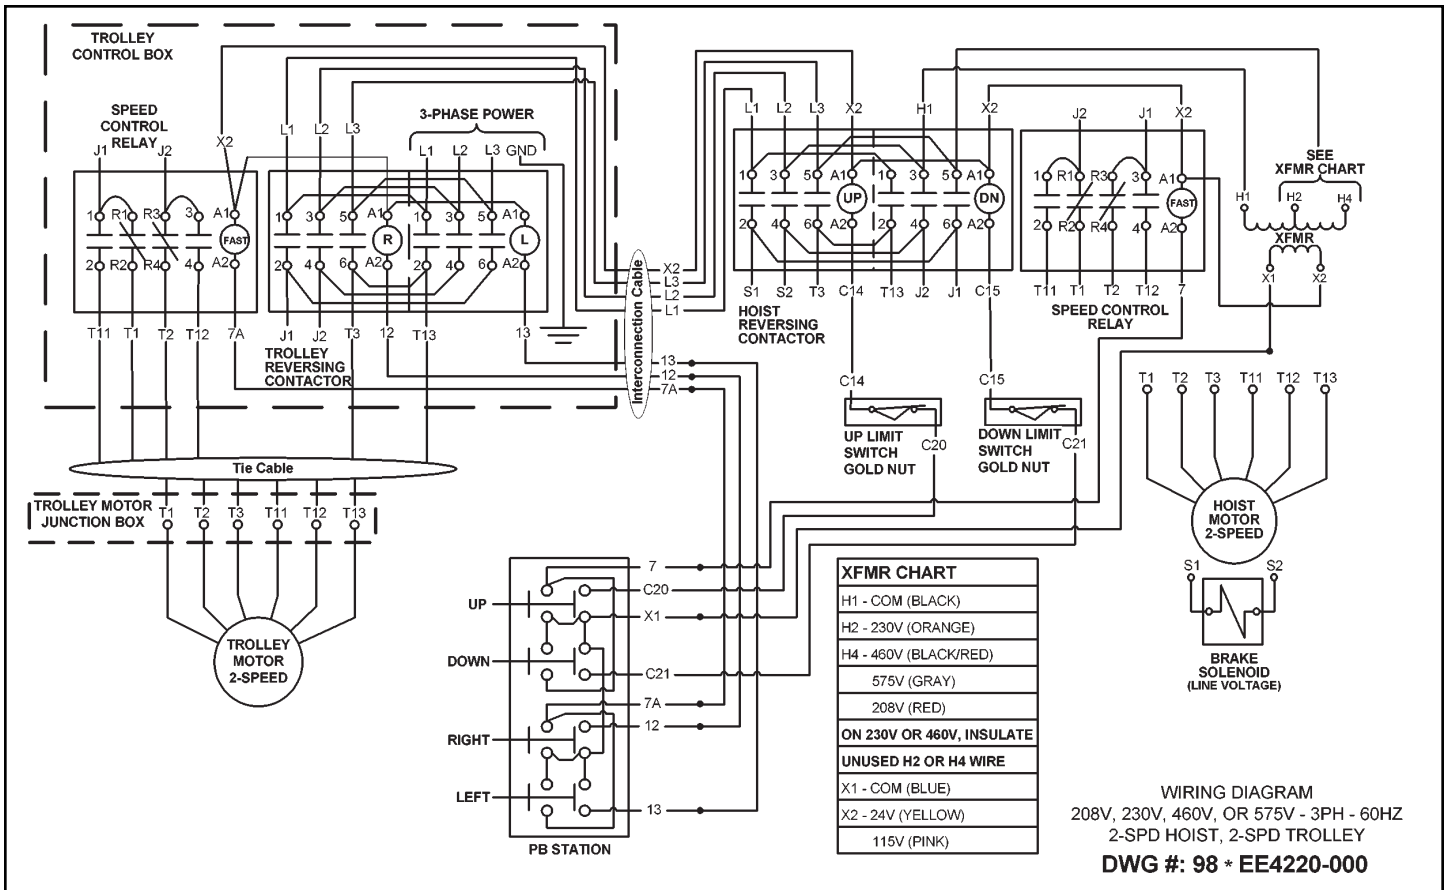 TROLLEY
CONTROL BOX
SPEED
CONTROL
RELAY
X2
J1 J2
L1 L2 L3
3-PHASE POWER
L1 L2 L3 GND
1 R1 R3 3 A1
FAST
2 R2 R4 4 A2
1 3 5 A1 1 3 5 A1
R L
2 4 6 A2 2 4 6 A2
T11 T1 T2 T12 7A
J1 J2 T3 12 T13 13
TROLLEY
REVERSING
CONTACTOR
Interconnection Cable
X2
L3
L2
L1
13
12
7A
L1 L2 L3 X2 H1 X2
1 3 5 A1 1 3 5 A1
UP DN
2 4 6 A2 2 4 6 A2
S1 S2 T3 C14 T13 J2 J1 C15
HOIST
REVERSING
CONTACTOR
J2 J1 X2
1 R1 R3 3 A1
FAST
2 R2 R4 4 A2
T11 T1 T2 T12 7
SPEED CONTROL
RELAY
SEE
XFMR CHART
H1 H2 H4
XFMR
X1 X2
C14
UP LIMIT
SWITCH
GOLD NUT
C20
C15
DOWN LIMIT
SWITCH
GOLD NUT
C21
T1 T2 T3 T11 T12 T13
HOIST
MOTOR
2-SPEED
S1 S2
BRAKE
SOLENOID
(LINE VOLTAGE)
Tie Cable
TROLLEY MOTOR
JUNCTION BOX
T1 T2 T3 T11 T12 T13
TROLLEY
MOTOR
2-SPEED
UP
DOWN
RIGHT
LEFT
7
C20
X1
C21
7A
12
13
PB STATION
XFMR CHART
H1 - COM (BLACK)
H2 - 230V (ORANGE)
H4 - 460V (BLACK/RED)
575V (GRAY)
208V (RED)
ON 230V OR 460V, INSULATE
UNUSED H2 OR H4 WIRE
X1 - COM (BLUE)
X2 - 24V (YELLOW)
115V (PINK)
WIRING DIAGRAM
208V, 230V, 460V, OR 575V - 3PH - 60HZ
2-SPD HOIST, 2-SPD TROLLEY
DWG #: 98 * EE4220-000